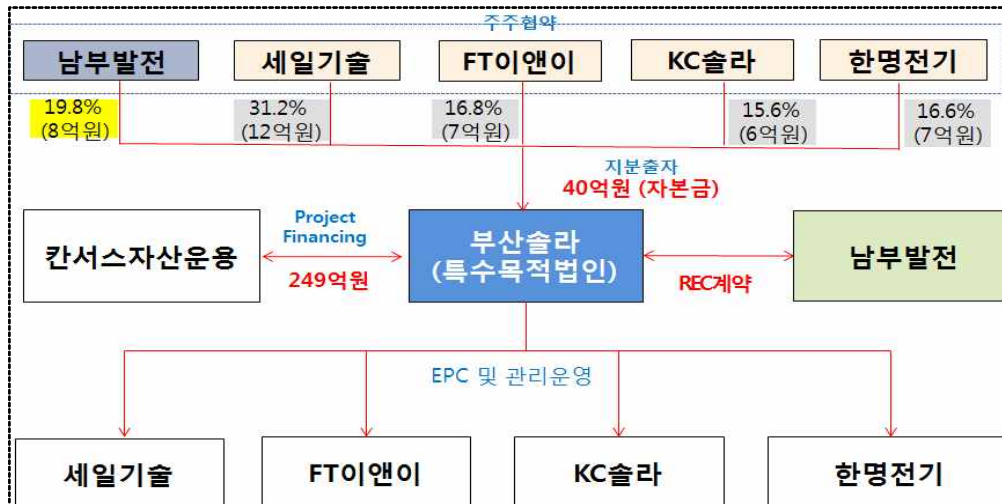 주주협약
남부발전
세일기술
FT이앤이
KC솔라
한명전기
19.8%
(8억원)
31.2%
(12억원)
16.8%
(7억원)
15.6%
(6억원)
16.6%
(7억원)
지분출자
40억원 (자본금)
칸서스자산운용
Project
Financing
249억원
부산솔라
(특수목적법인)
REC계약
남부발전
EPC 및 관리운영
세일기술
FT이앤이
KC솔라
한명전기